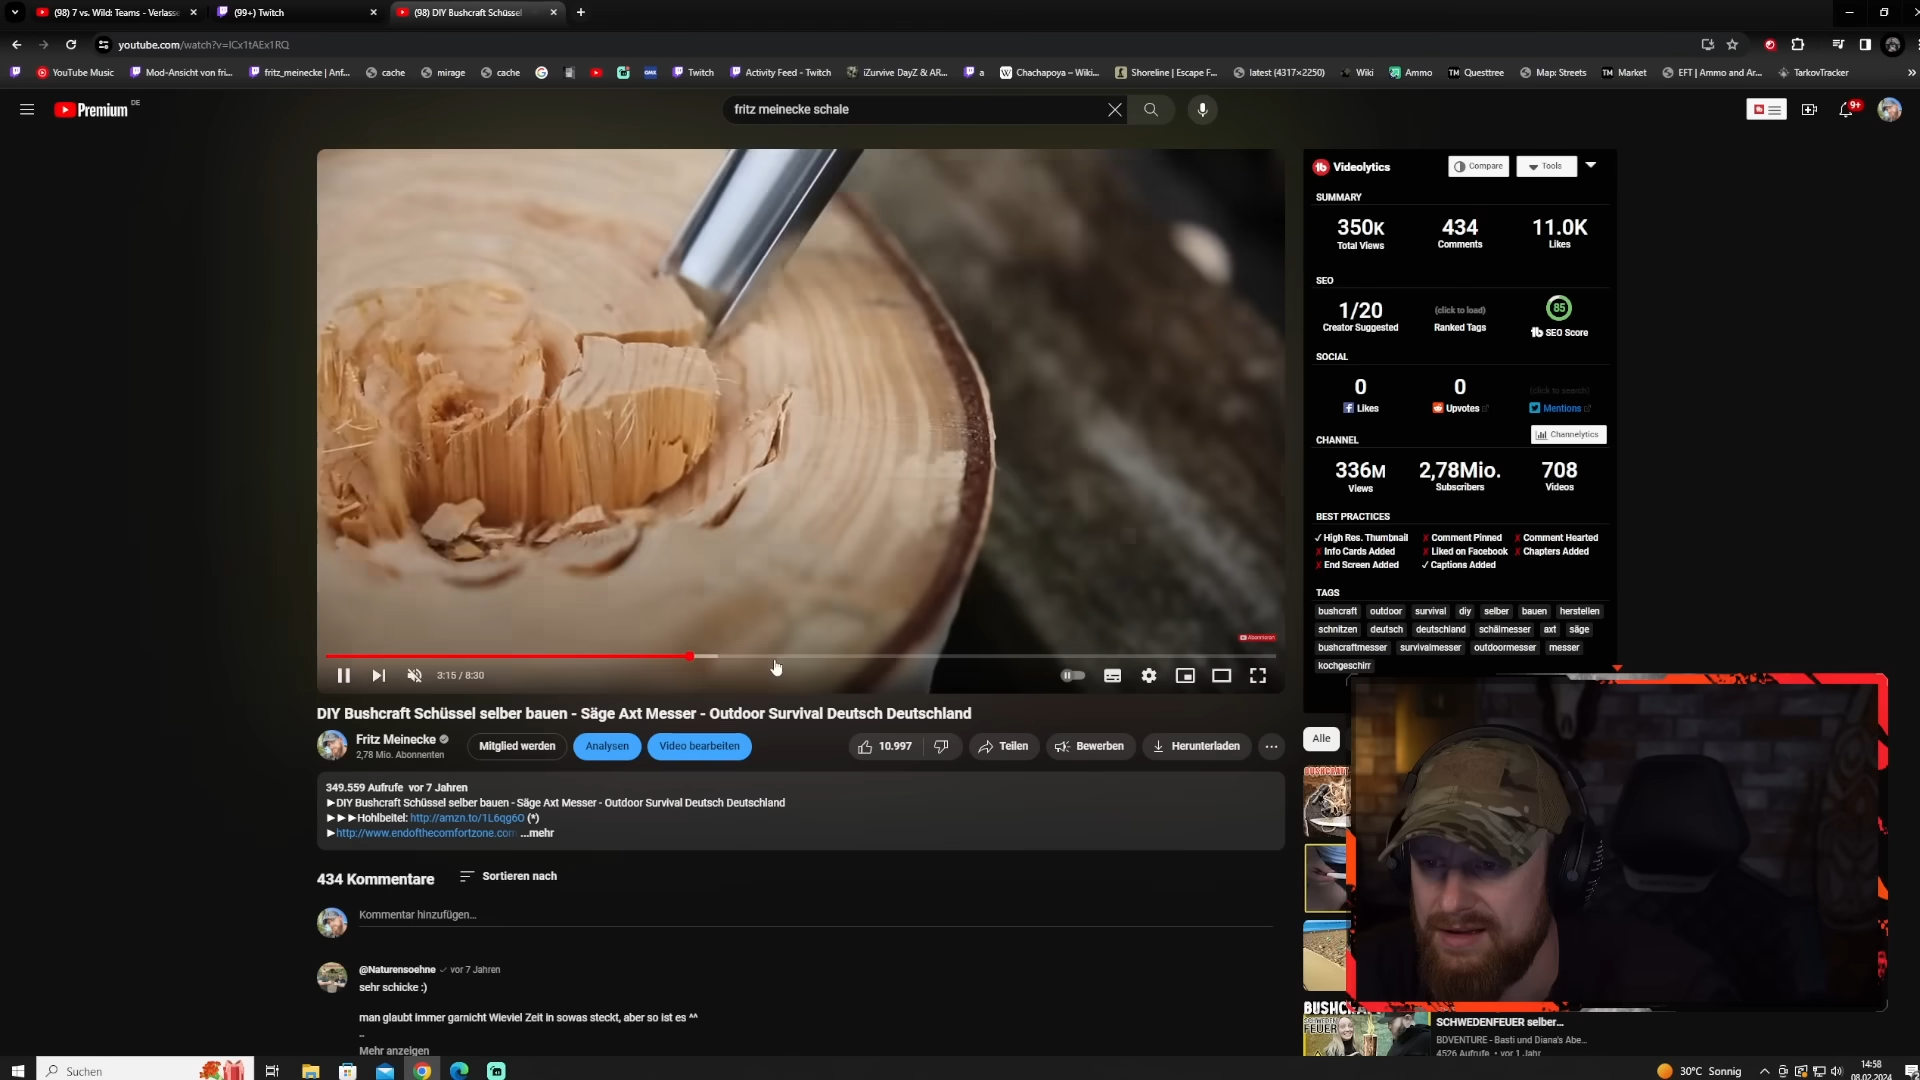 (98) 7 vs. Wild: Teams - Verlasse
(99+) Twitch
(98) DIY Bushcraft Schüssel
youtube.com/watch?v=ICx1tAEx1RQ
YouTube Music
Mod-Ansicht von fri...
fritz_meinecke | Anf...
cache
mirage
cache
Twitch
Activity Feed - Twitch
iZurvive DayZ & AR...
a
Chachapoya – Wiki...
Shoreline | Escape F...
latest (4317×2250)
Wiki
Ammo
Questtree
Map: Streets
Market
EFT | Ammo and Ar...
TarkovTracker
Premium DE
fritz meinecke schale
9+
Abonnieren
3:15 / 8:30
DIY Bushcraft Schüssel selber bauen - Säge Axt Messer - Outdoor Survival Deutsch Deutschland
Fritz Meinecke
2,78 Mio. Abonnenten
Mitglied werden
Analysen
Video bearbeiten
10.997
Teilen
Bewerben
Herunterladen
349.559 Aufrufe vor 7 Jahren
►DIY Bushcraft Schüssel selber bauen - Säge Axt Messer - Outdoor Survival Deutsch Deutschland
►►►Hohlbeitel: http://amzn.to/1L6qg6O (*)
►http://www.endofthecomfortzone.com ...mehr
434 Kommentare
Sortieren nach
Kommentar hinzufügen...
@Naturensoehne vor 7 Jahren
sehr schicke :)
man glaubt immer garnicht Wieviel Zeit in sowas steckt, aber so ist es ^^
..
Mehr anzeigen
Videolytics
Compare
Tools
SUMMARY
350K 434 11.0K
Total Views Comments Likes
SEO
1/20 (click to load) 85
Creator Suggested Ranked Tags SEO Score
SOCIAL
0 0 (click to search)
Likes Upvotes Mentions
CHANNEL
Channelytics
336M 2,78Mio. 708
Views Subscribers Videos
BEST PRACTICES
✓ High Res. Thumbnail ✗ Comment Pinned ✗ Comment Hearted
✗ Info Cards Added ✗ Liked on Facebook ✗ Chapters Added
✗ End Screen Added ✓ Captions Added
TAGS
bushcraft outdoor survival diy selber bauen herstellen
schnitzen deutsch deutschland schälmesser axt säge
bushcraftmesser survivalmesser outdoormesser messer
kochgeschirr
Alle
SCHWEDENFEUER selber...
BDVENTURE - Basti und Diana's Abe...
4526 Aufrufe • vor 1 Jahr
Suchen
30°C Sonnig
14:58
08.02.2024